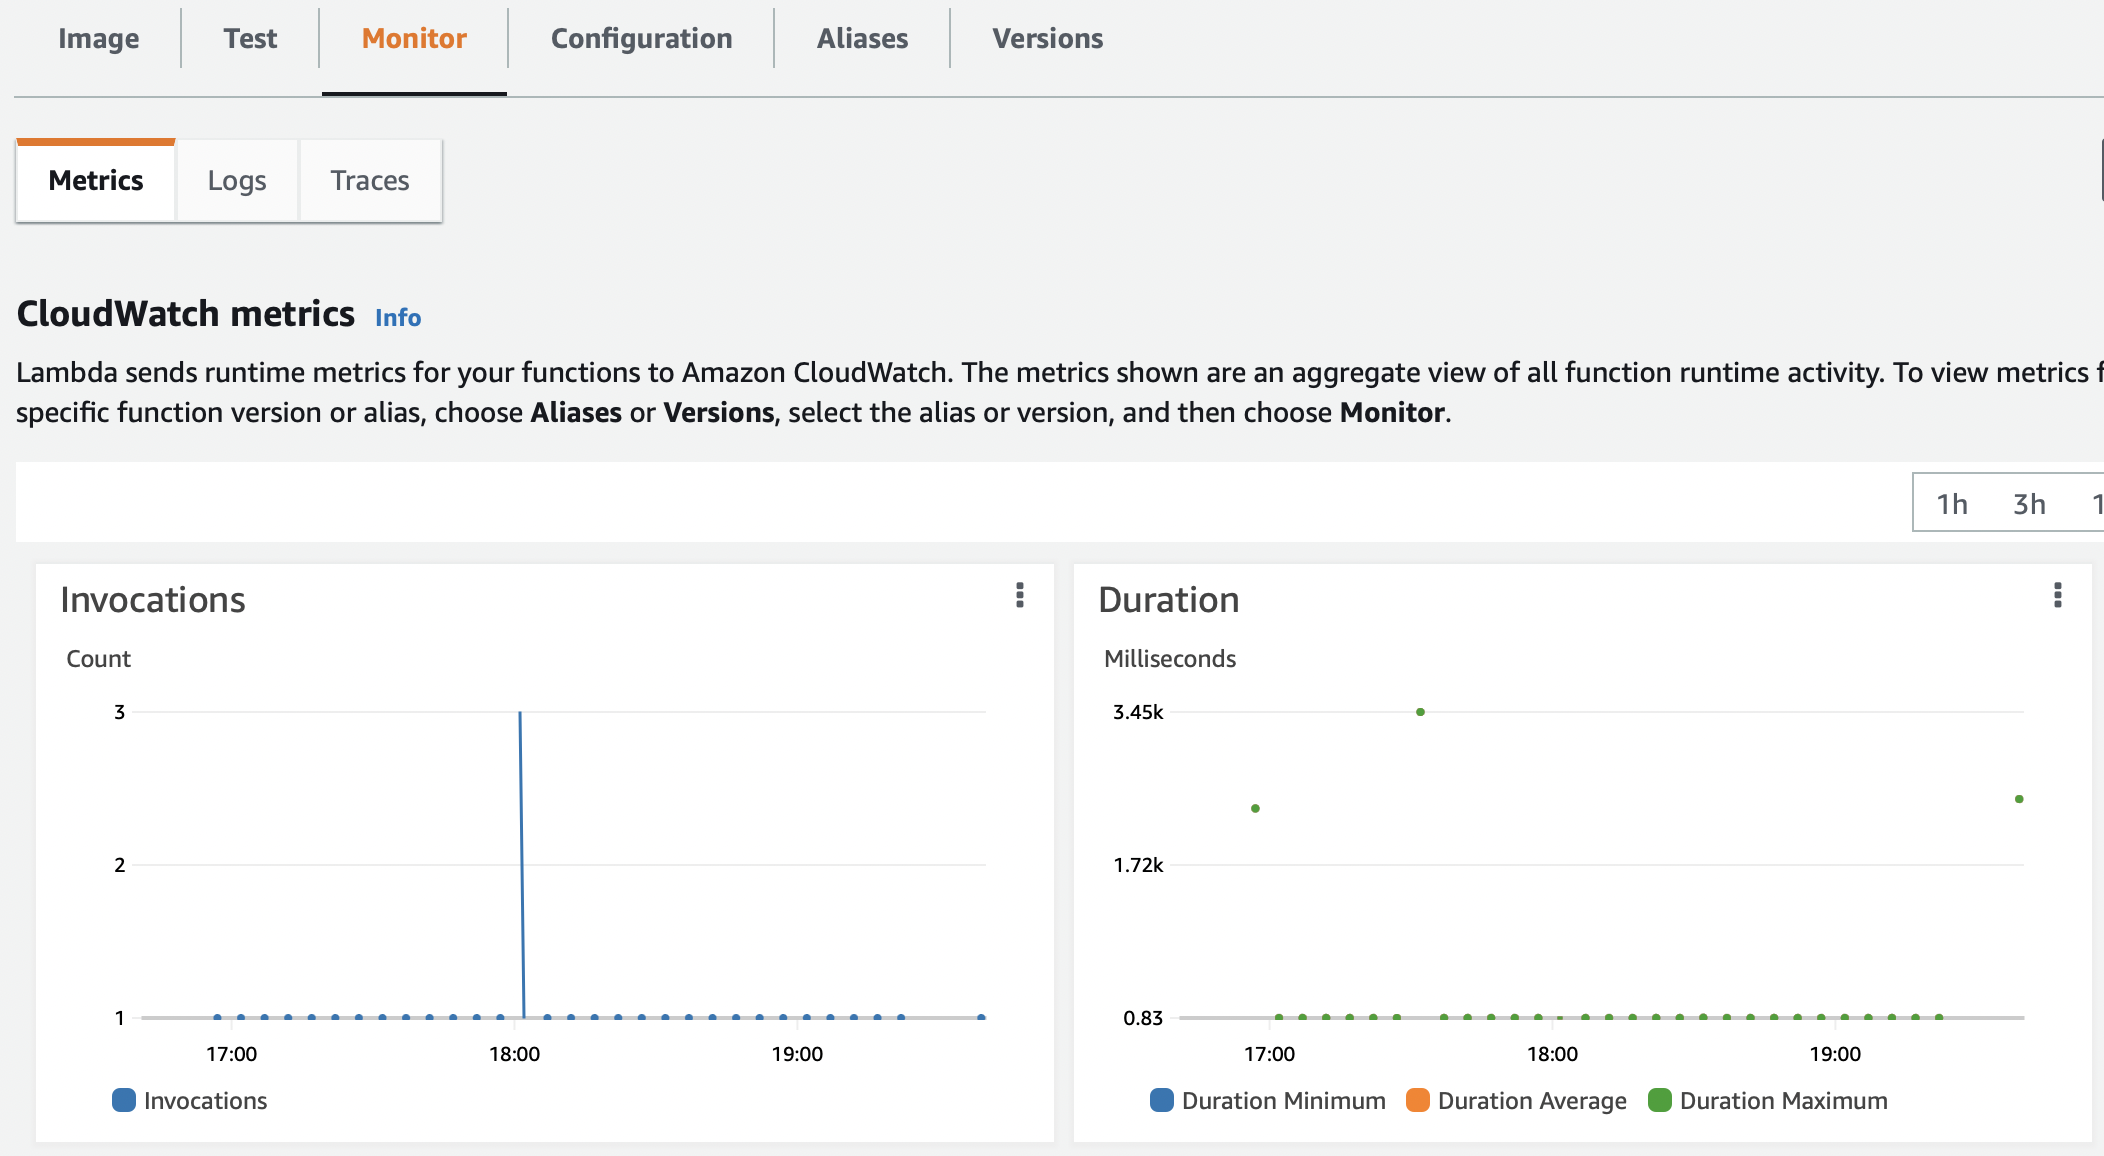 Image Test Monitor Configuration Aliases Versions
Metrics Logs Traces
CloudWatch metrics Info
Lambda sends runtime metrics for your functions to Amazon CloudWatch. The metrics shown are an aggregate view of all function runtime activity. To view metrics f
specific function version or alias, choose Aliases or Versions, select the alias or version, and then choose Monitor.
1h 3h 1
Invocations
Count
3
2
1
17:00 18:00 19:00
Invocations
Duration
Milliseconds
3.45k
1.72k
0.83
17:00 18:00 19:00
Duration Minimum Duration Average Duration Maximum